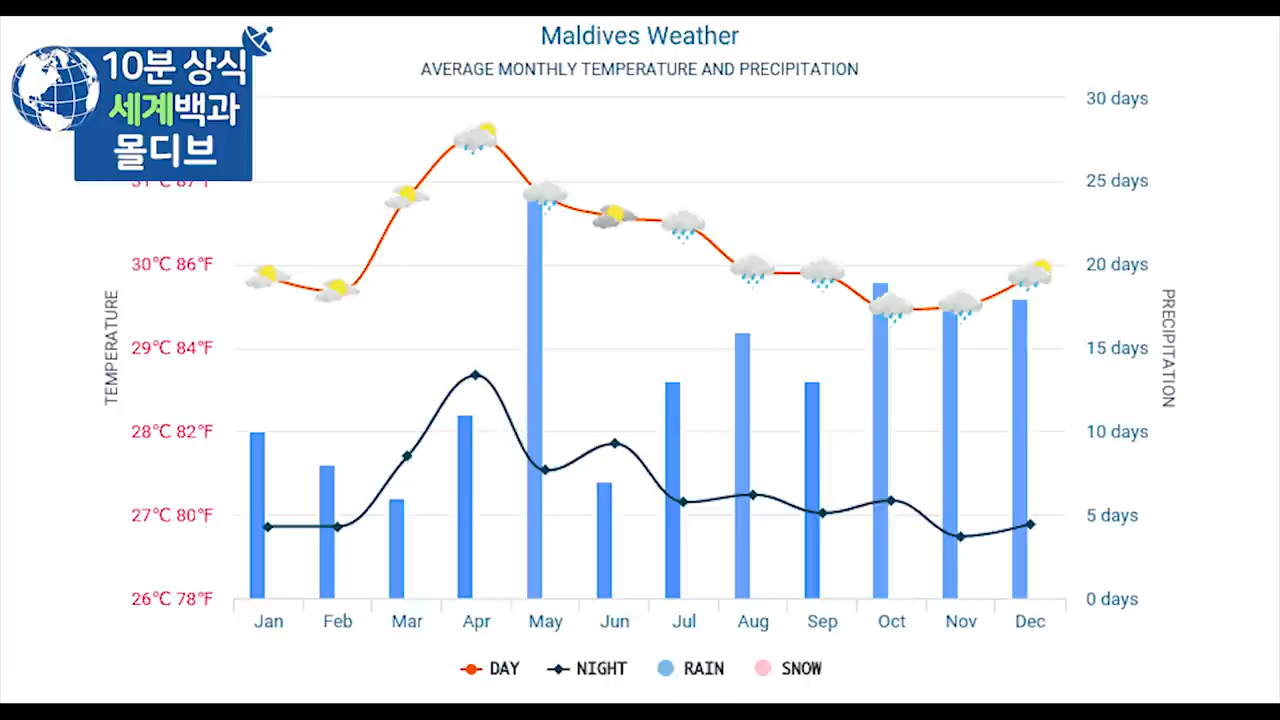 Maldives Weather
AVERAGE MONTHLY TEMPERATURE AND PRECIPITATION
10분 상식
세계백과
몰디브
31°C 87°F
30°C 86°F
29°C 84°F
28°C 82°F
27°C 80°F
26°C 78°F
TEMPERATURE
30 days
25 days
20 days
15 days
10 days
5 days
0 days
PRECIPITATION
Jan Feb Mar Apr May Jun Jul Aug Sep Oct Nov Dec
DAY NIGHT RAIN SNOW